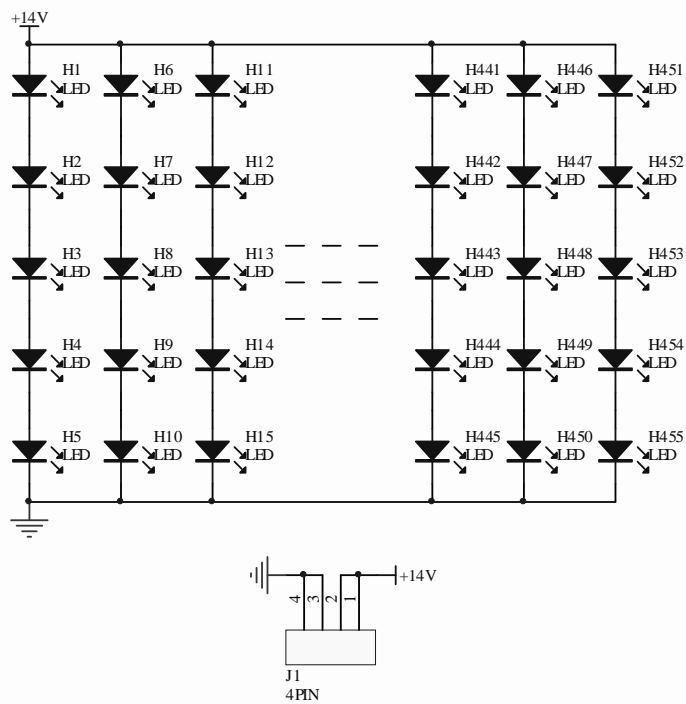 +14V
H1 H6 H11 H441 H446 H451
LED LED LED LED LED LED
H2 H7 H12 H442 H447 H452
LED LED LED LED LED LED
H3 H8 H13 H443 H448 H453
LED LED LED LED LED LED
H4 H9 H14 H444 H449 H454
LED LED LED LED LED LED
H5 H10 H15 H445 H450 H455
LED LED LED LED LED LED
+14V
4 3 2 1
J1
4PIN